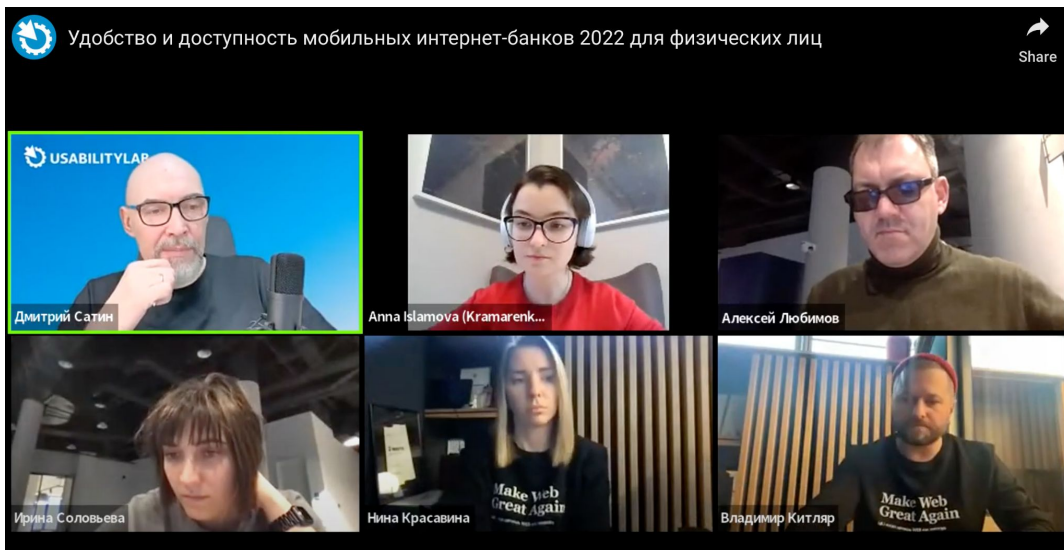 Удобство и доступность мобильных интернет-банков 2022 для физических лиц
Share
USABILITYLAB
Дмитрий Сатин
Anna Islamova (Kramarenk...
Алексей Любимов
Ирина Соловьева
Make Web
Great Again
Нина Красавина
Make Web
Great Again
Владимир Китляр